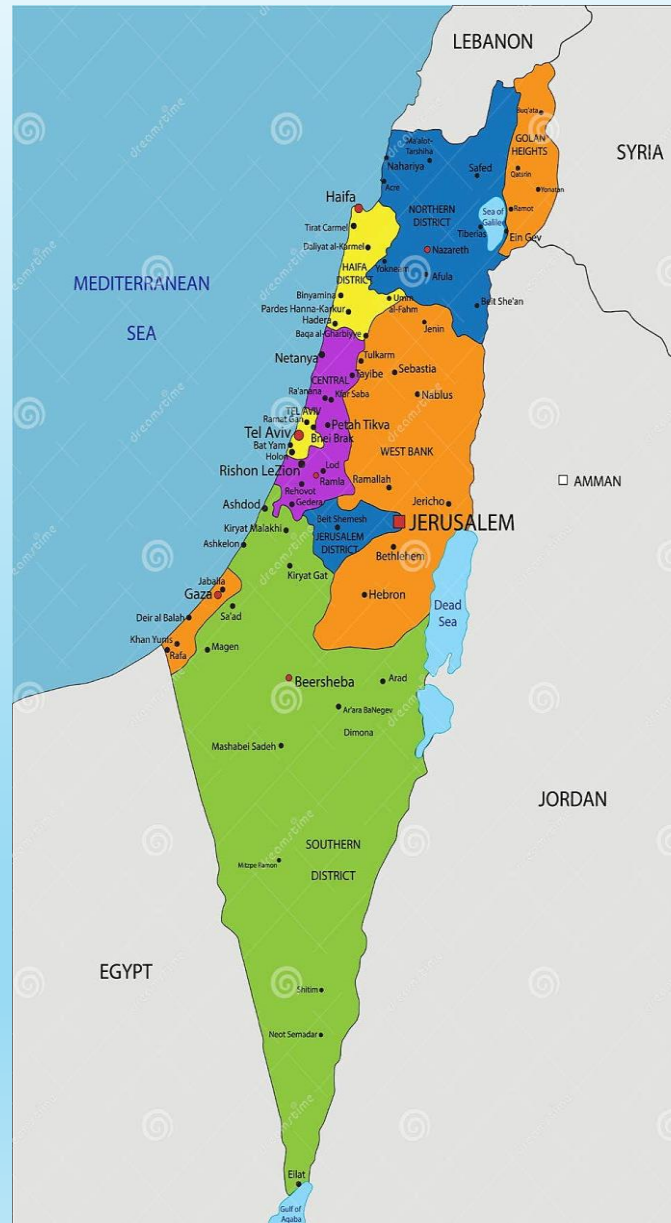 LEBANON
SYRIA
Buq'ata
GOLAN
HEIGHTS
Qatsrin
Yonatan
Ramot
Ein Gev
Ma'alot-
Tarshiha
Nahariya
Safed
Acre
NORTHERN
DISTRICT
Sea of
Galilee
Tiberias
Nazareth
Afula
Beit She'an
Haifa
Tirat Carmel
Daliyat al-Karmel
HAIFA
DISTRICT
Yokneam
MEDITERRANEAN
SEA
Binyamina
Pardes Hanna-Karkur
Hadera
Umm
al-Fahm
Baqa al-Gharbiyye
Jenin
Netanya
Tulkarm
CENTRAL
Tayibe
Sebastia
Ra'anana
Kfar Saba
Nablus
TEL AVIV
Ramat Gan
Petah Tikva
Tel Aviv
Bnei Brak
Bat Yam
Holon
WEST BANK
Rishon LeZion
Lod
Ramla
Ramallah
AMMAN
Rehovot
Gedera
Jericho
Ashdod
Beit Shemesh
JERUSALEM
Kiryat Malakhi
JERUSALEM
DISTRICT
Ashkelon
Bethlehem
Kiryat Gat
Jabalia
Gaza
Hebron
Dead
Sea
Deir al Balah
Sa'ad
Khan Yunis
Rafa
Magen
Beersheba
Arad
Ar'ara BaNegev
Dimona
Mashabei Sadeh
JORDAN
SOUTHERN
DISTRICT
Mitzpe Ramon
EGYPT
Shitim
Neot Semadar
Eilat
Gulf of
Aqaba
dreamstime